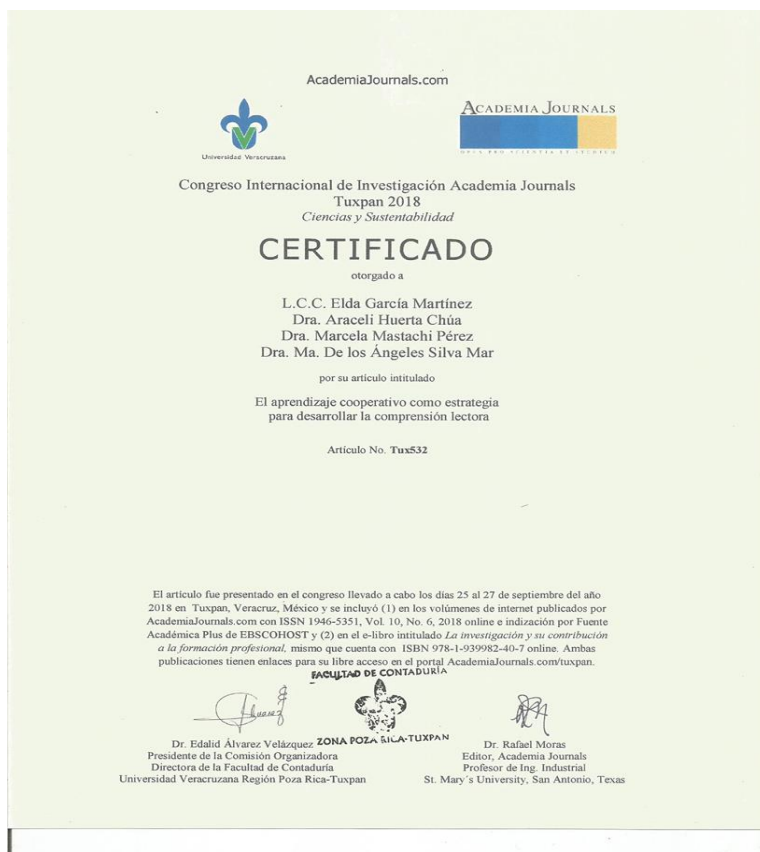 AcademiaJournals.com
Universidad Veracruzana
ACADEMIA JOURNALS
Congreso Internacional de Investigación Academia Journals
Tuxpan 2018
Ciencias y Sustentabilidad
CERTIFICADO
otorgado a
L.C.C. Elda García Martínez
Dra. Araceli Huerta Chúa
Dra. Marcela Mastachi Pérez
Dra. Ma. De los Ángeles Silva Mar
por su artículo intitulado
El aprendizaje cooperativo como estrategia
para desarrollar la comprensión lectora
Artículo No. Tux532
El artículo fue presentado en el congreso llevado a cabo los días 25 al 27 de septiembre del año
2018 en Tuxpan, Veracruz, México y se incluyó (1) en los volúmenes de internet publicados por
AcademiaJournals.com con ISSN 1946-5351, Vol. 10, No. 6, 2018 online e indización por Fuente
Académica Plus de EBSCOHOST y (2) en el e-libro intitulado La investigación y su contribución
a la formación profesional, mismo que cuenta con ISBN 978-1-939982-40-7 online. Ambas
publicaciones tienen enlaces para su libre acceso en el portal AcademiaJournals.com/tuxpan.
FACULTAD DE CONTADURÍA
ZONA POZA RICA-TUXPAN
Dr. Edalid Álvarez Velázquez
Presidente de la Comisión Organizadora
Directora de la Facultad de Contaduría
Universidad Veracruzana Región Poza Rica-Tuxpan
Dr. Rafael Moras
Editor, Academia Journals
Profesor de Ing. Industrial
St. Mary´s University, San Antonio, Texas